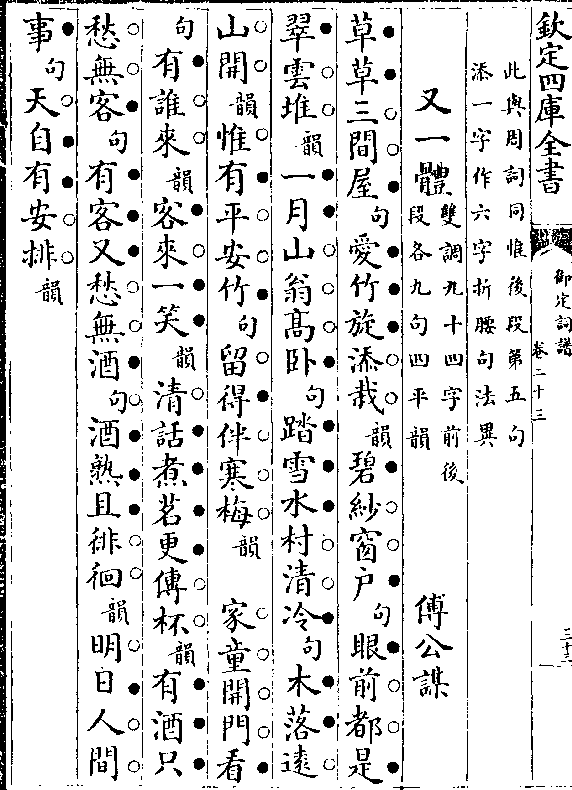 欽定四庫全書
御定詞譜
卷二十三
此與周詞同惟後段第五句
添一字作六字折腰句法異
又一體 雙調九十四字前後
段各九句四平韻
傅公謀
草草三間屋句愛竹旋添栽韻碧紗窗户句眼前都是
翠雲堆韻一月山翁髙卧句踏雪水村清冷句木落逺
山開韻惟有平安竹句留得伴寒梅韻 家童開門看
句有誰來韻客來一笑韻清話煮茗更傳杯韻有酒只
愁無客句有客又愁無酒句酒熟且徘徊韻明日人間
事句天自有安排韻